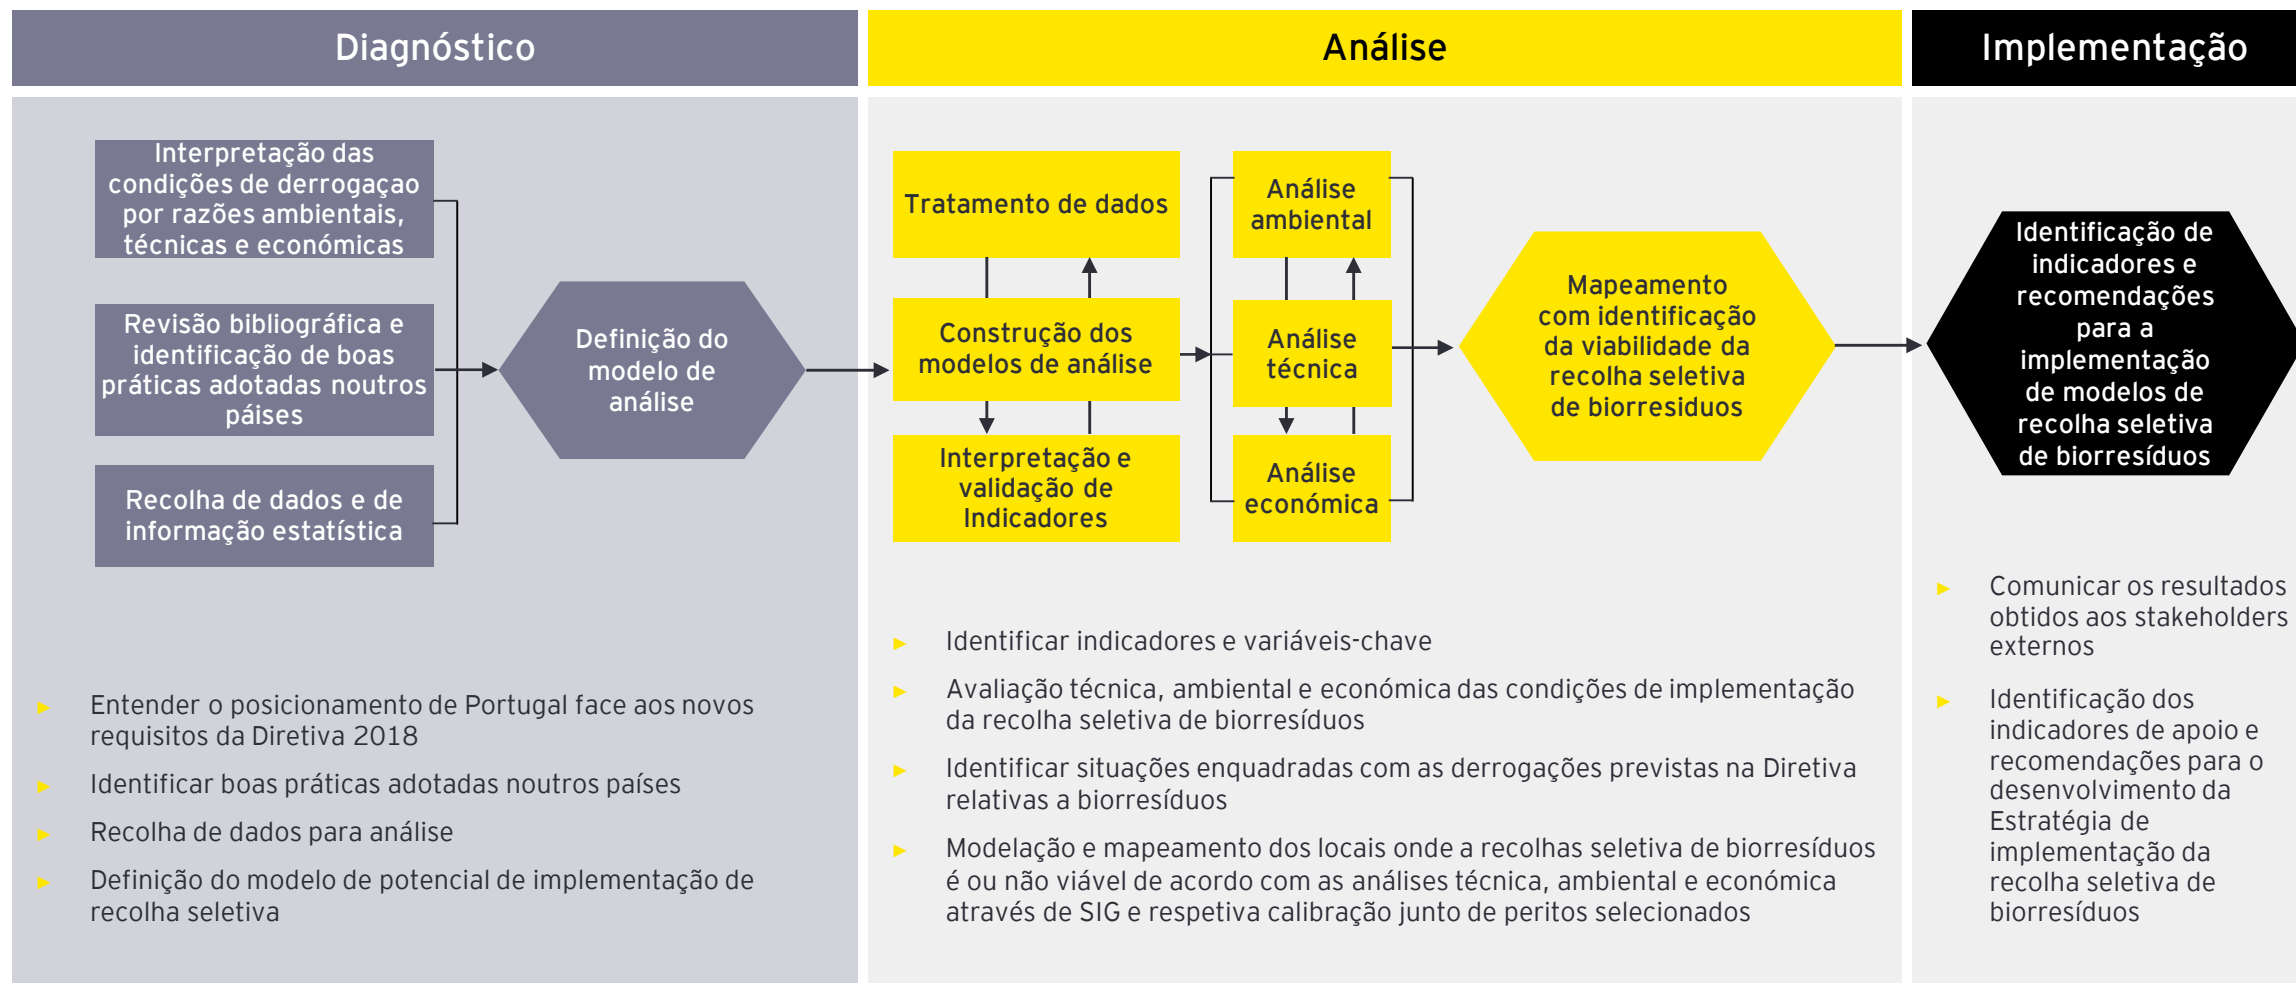 Diagnóstico
Interpretação das
condições de derrogaçao
por razões ambientais,
técnicas e económicas
Revisão bibliográfica e
identificação de boas
práticas adotadas noutros
páises
Recolha de dados e de
informação estatística
Definição do
modelo de
análise
► Entender o posicionamento de Portugal face aos novos
requisitos da Diretiva 2018
► Identificar boas práticas adotadas noutros países
► Recolha de dados para análise
► Definição do modelo de potencial de implementação de
recolha seletiva
Análise
Tratamento de dados
Construção dos
modelos de análise
Interpretação e
validação de
Indicadores
Análise
ambiental
Análise
técnica
Análise
económica
Mapeamento
com identificação
da viabilidade da
recolha seletiva
de biorresiduos
► Identificar indicadores e variáveis-chave
► Avaliação técnica, ambiental e económica das condições de implementação
da recolha seletiva de biorresíduos
► Identificar situações enquadradas com as derrogações previstas na Diretiva
relativas a biorresíduos
► Modelação e mapeamento dos locais onde a recolhas seletiva de biorresíduos
é ou não viável de acordo com as análises técnica, ambiental e económica
através de SIG e respetiva calibração junto de peritos selecionados
Implementação
Identificação de
indicadores e
recomendações
para a
implementação
de modelos de
recolha seletiva
de biorresíduos
► Comunicar os resultados
obtidos aos stakeholders
externos
► Identificação dos
indicadores de apoio e
recomendações para o
desenvolvimento da
Estratégia de
implementação da
recolha seletiva de
biorresíduos